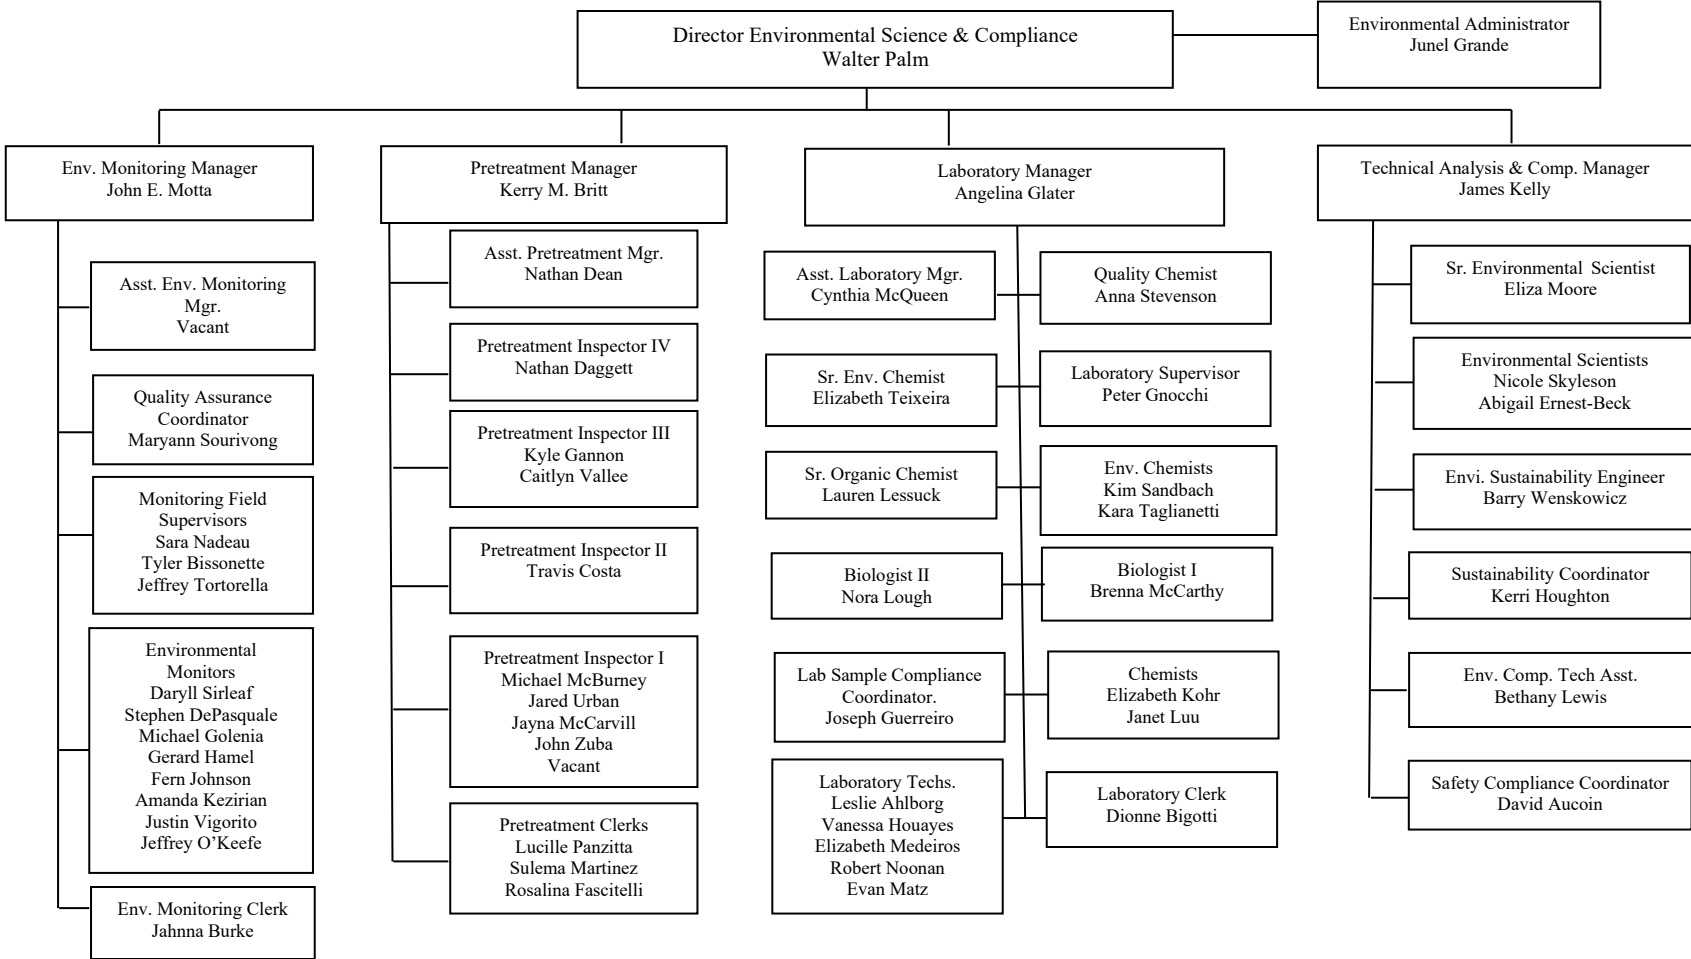 Director Environmental Science & Compliance
Walter Palm
Environmental Administrator
Junel Grande
Env. Monitoring Manager
John E. Motta
Asst. Env. Monitoring
Mgr.
Vacant
Quality Assurance
Coordinator
Maryann Sourivong
Monitoring Field
Supervisors
Sara Nadeau
Tyler Bissonette
Jeffrey Tortorella
Environmental
Monitors
Daryll Sirleaf
Stephen DePasquale
Michael Golenia
Gerard Hamel
Fern Johnson
Amanda Kezirian
Justin Vigorito
Jeffrey O’Keefe
Env. Monitoring Clerk
Jahnna Burke
Pretreatment Manager
Kerry M. Britt
Asst. Pretreatment Mgr.
Nathan Dean
Pretreatment Inspector IV
Nathan Daggett
Pretreatment Inspector III
Kyle Gannon
Caitlyn Vallee
Pretreatment Inspector II
Travis Costa
Pretreatment Inspector I
Michael McBurney
Jared Urban
Jayna McCarvill
John Zuba
Vacant
Pretreatment Clerks
Lucille Panzitta
Sulema Martinez
Rosalina Fascitelli
Laboratory Manager
Angelina Glater
Asst. Laboratory Mgr.
Cynthia McQueen
Quality Chemist
Anna Stevenson
Sr. Env. Chemist
Elizabeth Teixeira
Laboratory Supervisor
Peter Gnocchi
Sr. Organic Chemist
Lauren Lessuck
Env. Chemists
Kim Sandbach
Kara Taglianetti
Biologist II
Nora Lough
Biologist I
Brenna McCarthy
Lab Sample Compliance
Coordinator.
Joseph Guerreiro
Chemists
Elizabeth Kohr
Janet Luu
Laboratory Techs.
Leslie Ahlborg
Vanessa Houayes
Elizabeth Medeiros
Robert Noonan
Evan Matz
Laboratory Clerk
Dionne Bigotti
Technical Analysis & Comp. Manager
James Kelly
Sr. Environmental Scientist
Eliza Moore
Environmental Scientists
Nicole Skyleson
Abigail Ernest-Beck
Envi. Sustainability Engineer
Barry Wenskowicz
Sustainability Coordinator
Kerri Houghton
Env. Comp. Tech Asst.
Bethany Lewis
Safety Compliance Coordinator
David Aucoin